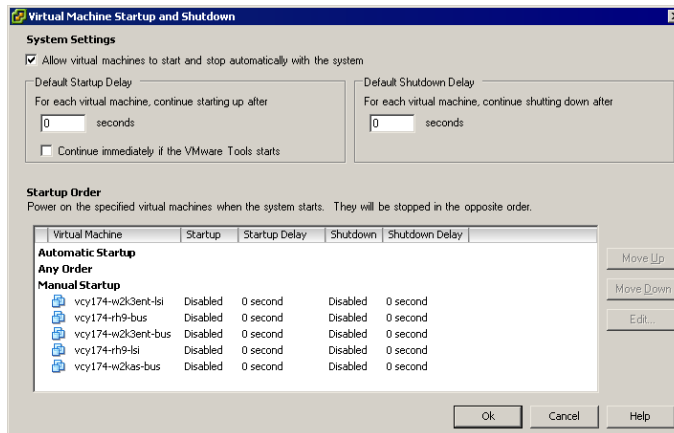 Virtual Machine Startup and Shutdown
System Settings
Allow virtual machines to start and stop automatically with the system
Default Startup Delay
For each virtual machine, continue starting up after
0 seconds
Continue immediately if the VMware Tools starts
Default Shutdown Delay
For each virtual machine, continue shutting down after
0 seconds
Startup Order
Power on the specified virtual machines when the system starts. They will be stopped in the opposite order.
Virtual Machine Startup Startup Delay Shutdown Shutdown Delay
Automatic Startup
Any Order
Manual Startup
vcy174-w2k3ent-lsi Disabled 0 second Disabled 0 second
vcy174-rh9-bus Disabled 0 second Disabled 0 second
vcy174-w2k3ent-bus Disabled 0 second Disabled 0 second
vcy174-rh9-lsi Disabled 0 second Disabled 0 second
vcy174-w2kas-bus Disabled 0 second Disabled 0 second
Move Up
Move Down
Edit...
Ok Cancel Help